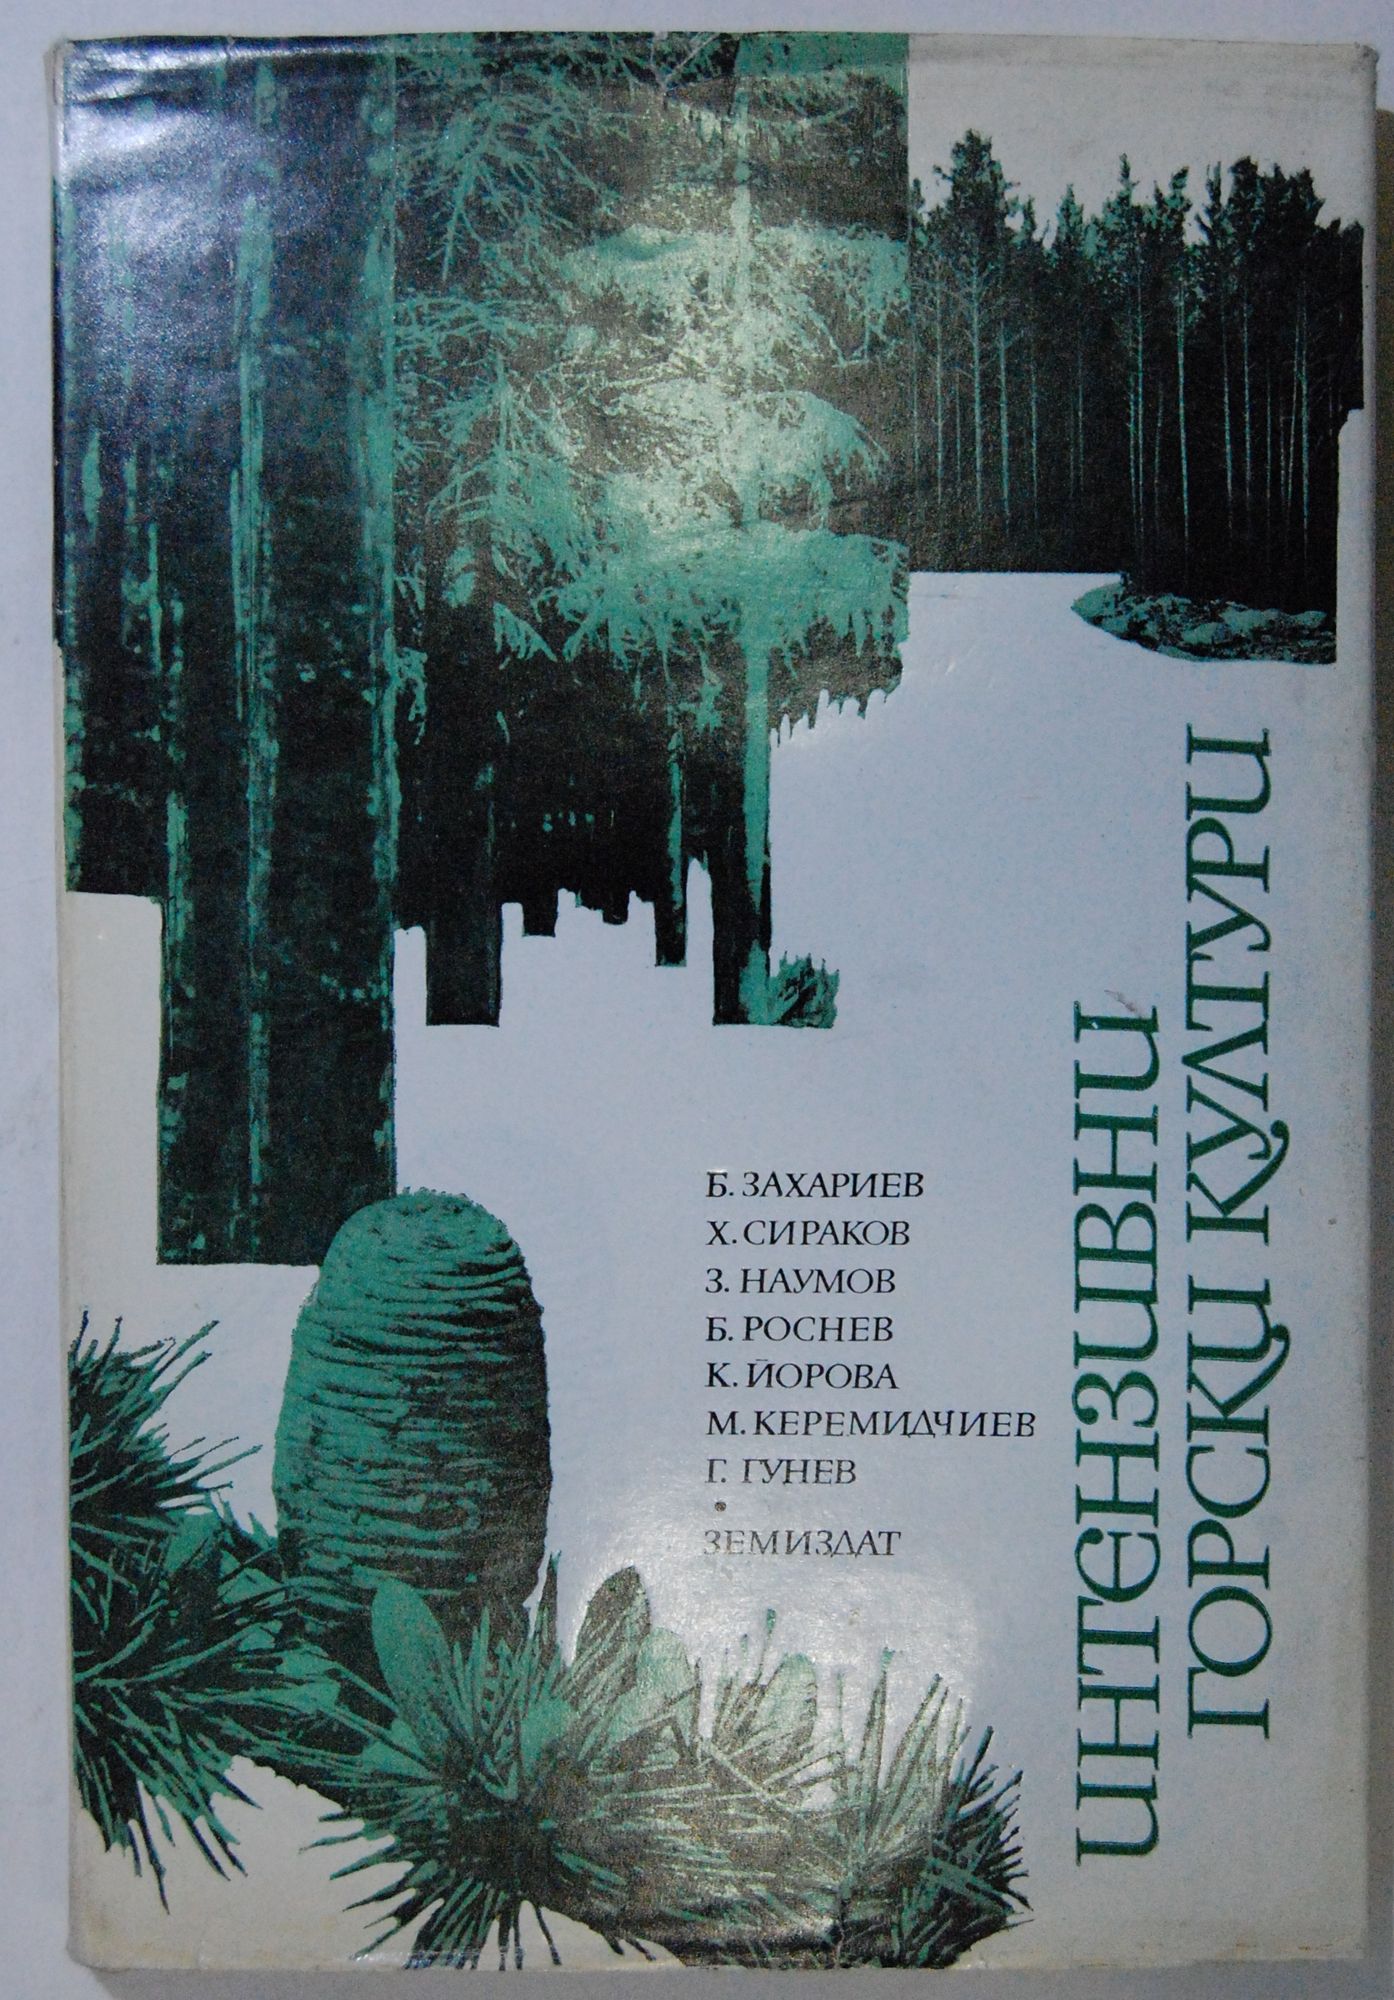 ИНТЕНЗИВНИ
ГОРСКИ КУЛТУРИ
Б. ЗАХАРИЕВ
Х. СИРАКОВ
З. НАУМОВ
Б. РОСНЕВ
К. ЙОРОВА
М. КЕРЕМИДЧИЕВ
Г. ГУНЕВ
•
ЗЕМИЗДАТ